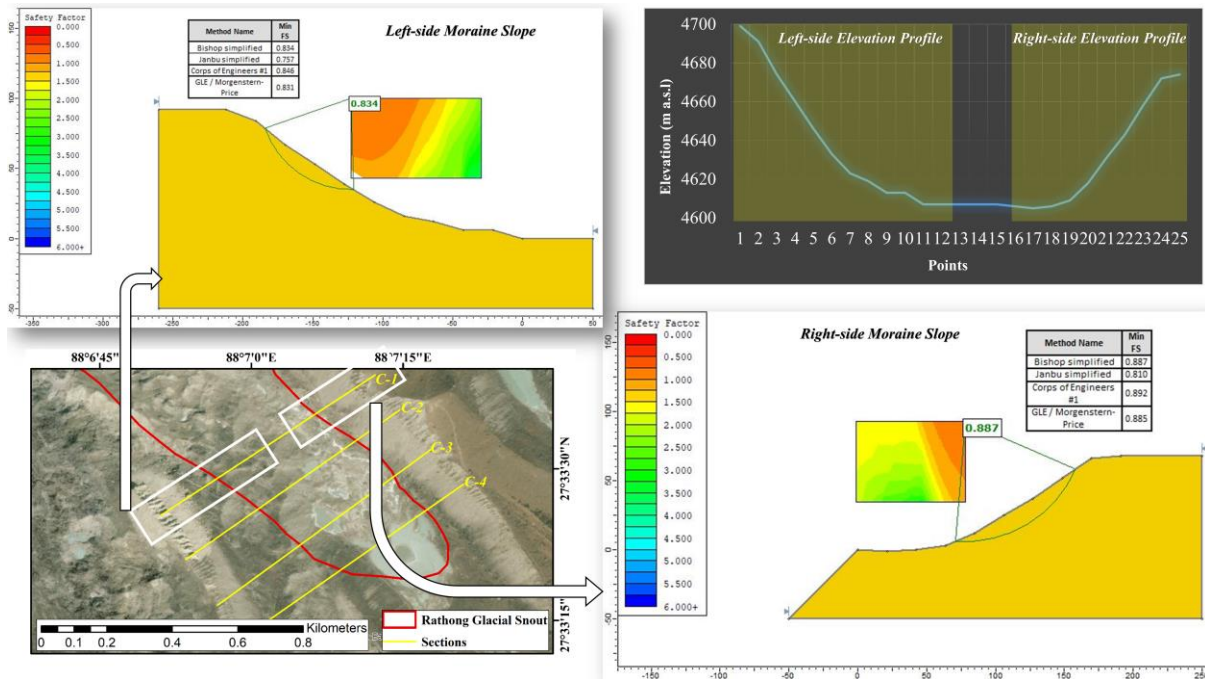 Safety Factor
0.000
0.500
1.000
1.500
2.000
2.500
3.000
3.500
4.000
4.500
5.000
5.500
6.000+
Method Name Min FS
Bishop simplified 0.834
Janbu simplified 0.757
Corps of Engineers #1 0.846
GLE / Morgenstern-Price 0.831
Left-side Moraine Slope
0.834
150
100
50
0
-50
-350 -300 -250 -200 -150 -100 -50 0 50
4700
4680
4660
4640
4620
4600
Elevation (m a.s.l)
Left-side Elevation Profile
Right-side Elevation Profile
1 2 3 4 5 6 7 8 9 10 11 12 13 14 15 16 17 18 19 20 21 22 23 24 25
Points
88°6'45" 88°7'0"E 88°7'15"E
C-1
C-2
C-3
C-4
27°33'30"N
27°33'15"
Kilometers
0 0.1 0.2 0.4 0.6 0.8
Rathong Glacial Snout
Sections
Safety Factor
0.000
0.500
1.000
1.500
2.000
2.500
3.000
3.500
4.000
4.500
5.000
5.500
6.000+
Right-side Moraine Slope
Method Name Min FS
Bishop simplified 0.887
Janbu simplified 0.810
Corps of Engineers #1 0.892
GLE / Morgenstern-Price 0.885
0.887
150
100
50
0
-50
-100 -50 0 50 100 150 200 250